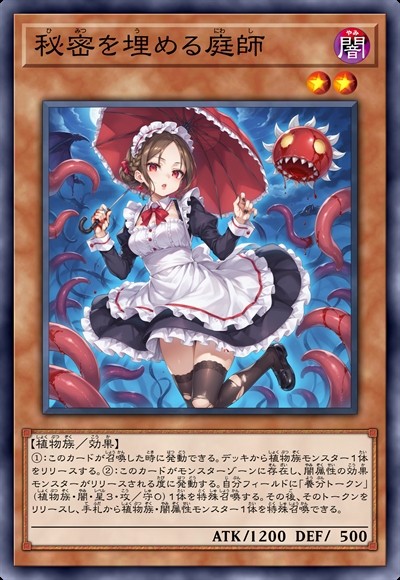 秘密を埋める庭師
闇
【植物族／効果】
①:このカードが召喚した時に発動できる。デッキから植物族モンスター1体
をリリースする。②:このカードがモンスターゾーンに存在し、闇属性の効果
モンスターがリリースされる度に発動する。自分フィールドに「養分トークン」
(植物族・闇・星3・攻／守0)1体を特殊召喚する。その後、そのトークンを
リリースし、手札から植物族・闇属性モンスター1体を特殊召喚できる。
ATK/1200 DEF/ 500